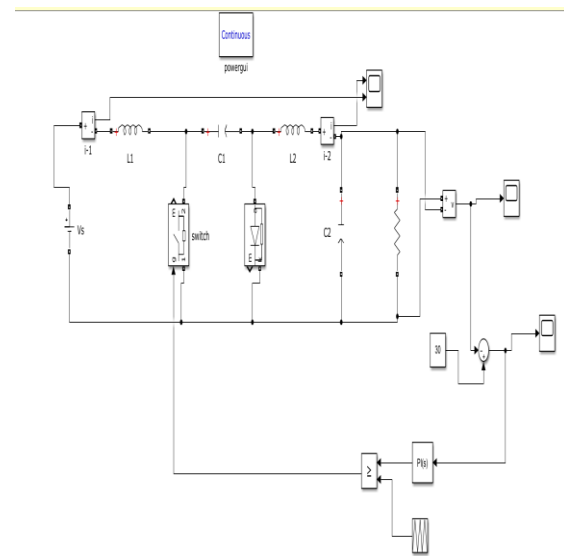 Continuous
powergui
i-1
L1
C1
L2
i-2
Vs
switch
C2
30
PI(s)
≥